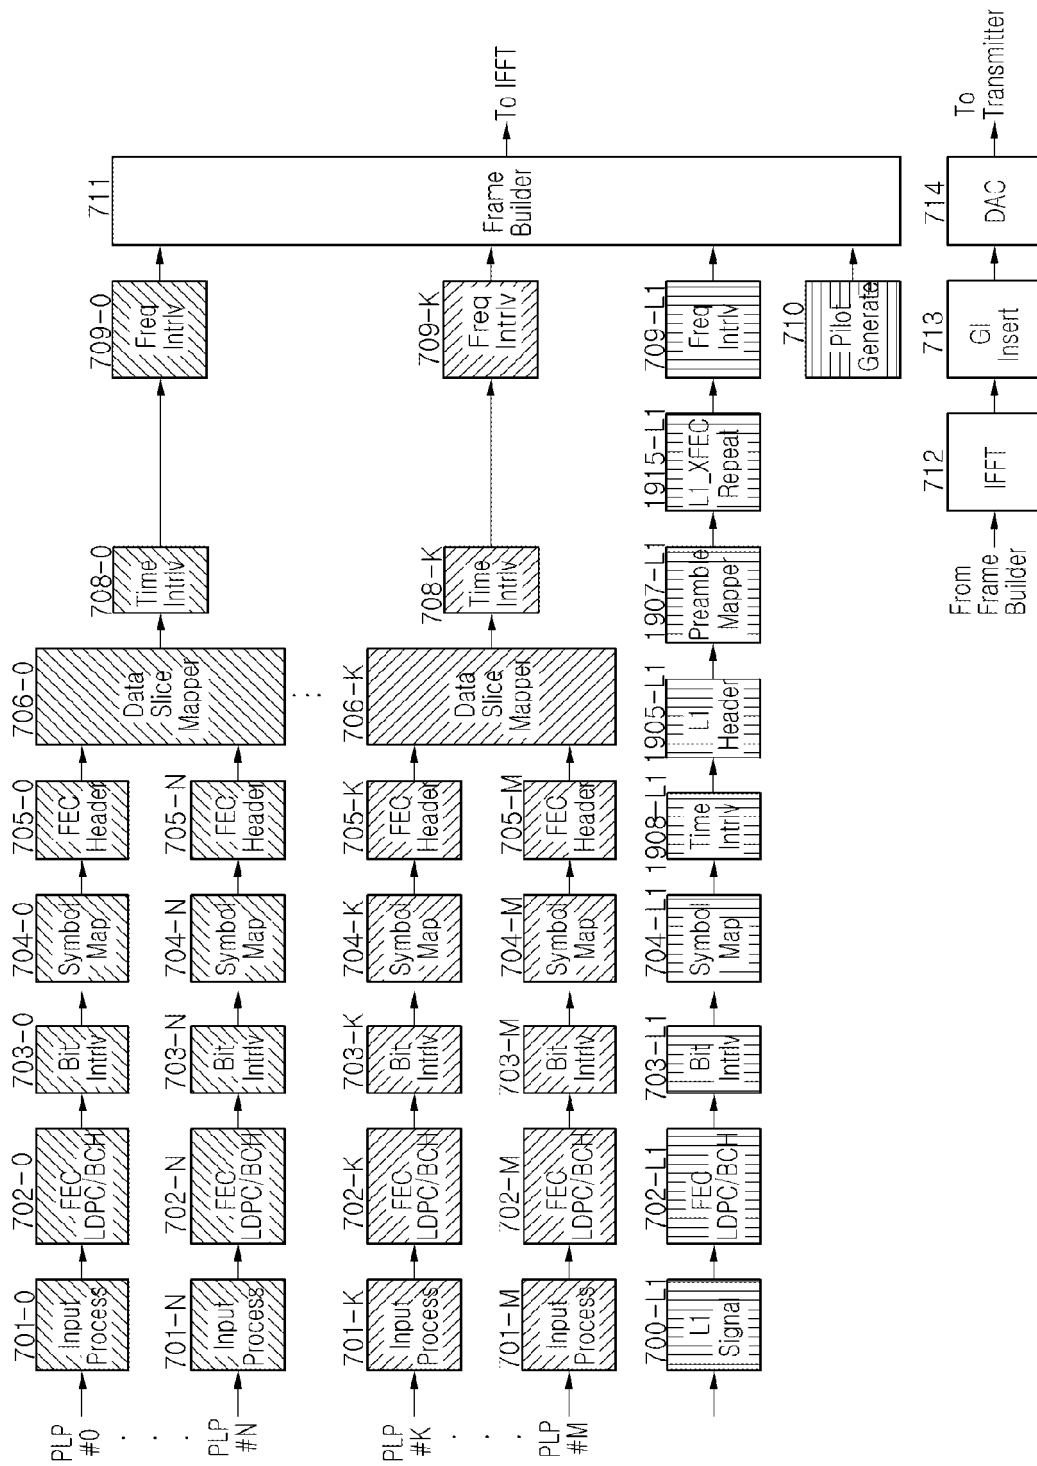 PLP
#0
701-0
Input
Process
702-0
FEC
LDPC/BCH
703-0
Bit
Intrlv
704-0
Symbol
Map
705-0
FEC
Header
706-0
Data
Slice
Mapper
708-0
Time
Intrlv
709-0
Freq
Intrlv
711
Frame
Builder
To IFFT
PLP
#N
701-N
Input
Process
702-N
FEC
LDPC/BCH
703-N
Bit
Intrlv
704-N
Symbol
Map
705-N
FEC
Header
PLP
#K
701-K
Input
Process
702-K
FEC
LDPC/BCH
703-K
Bit
Intrlv
704-K
Symbol
Map
705-K
FEC
Header
706-K
Data
Slice
Mapper
708-K
Time
Intrlv
709-K
Freq
Intrlv
PLP
#M
701-M
Input
Process
702-M
FEC
LDPC/BCH
703-M
Bit
Intrlv
704-M
Symbol
Map
705-M
FEC
Header
700-L1
L1
Signal
702-L1
FEC
LDPC/BCH
703-L1
Bit
Intrlv
704-L1
Symbol
Map
1908-L1
Time
Intrlv
1905-L1
L1
Header
1907-L1
Preamble
Mapper
1915-L1
L1_XFEC
Repeat
709-L1
Freq
Intrlv
710
Pilot
Generate
From
Frame
Builder
712
IFFT
713
GI
Insert
714
DAC
To
Transmitter